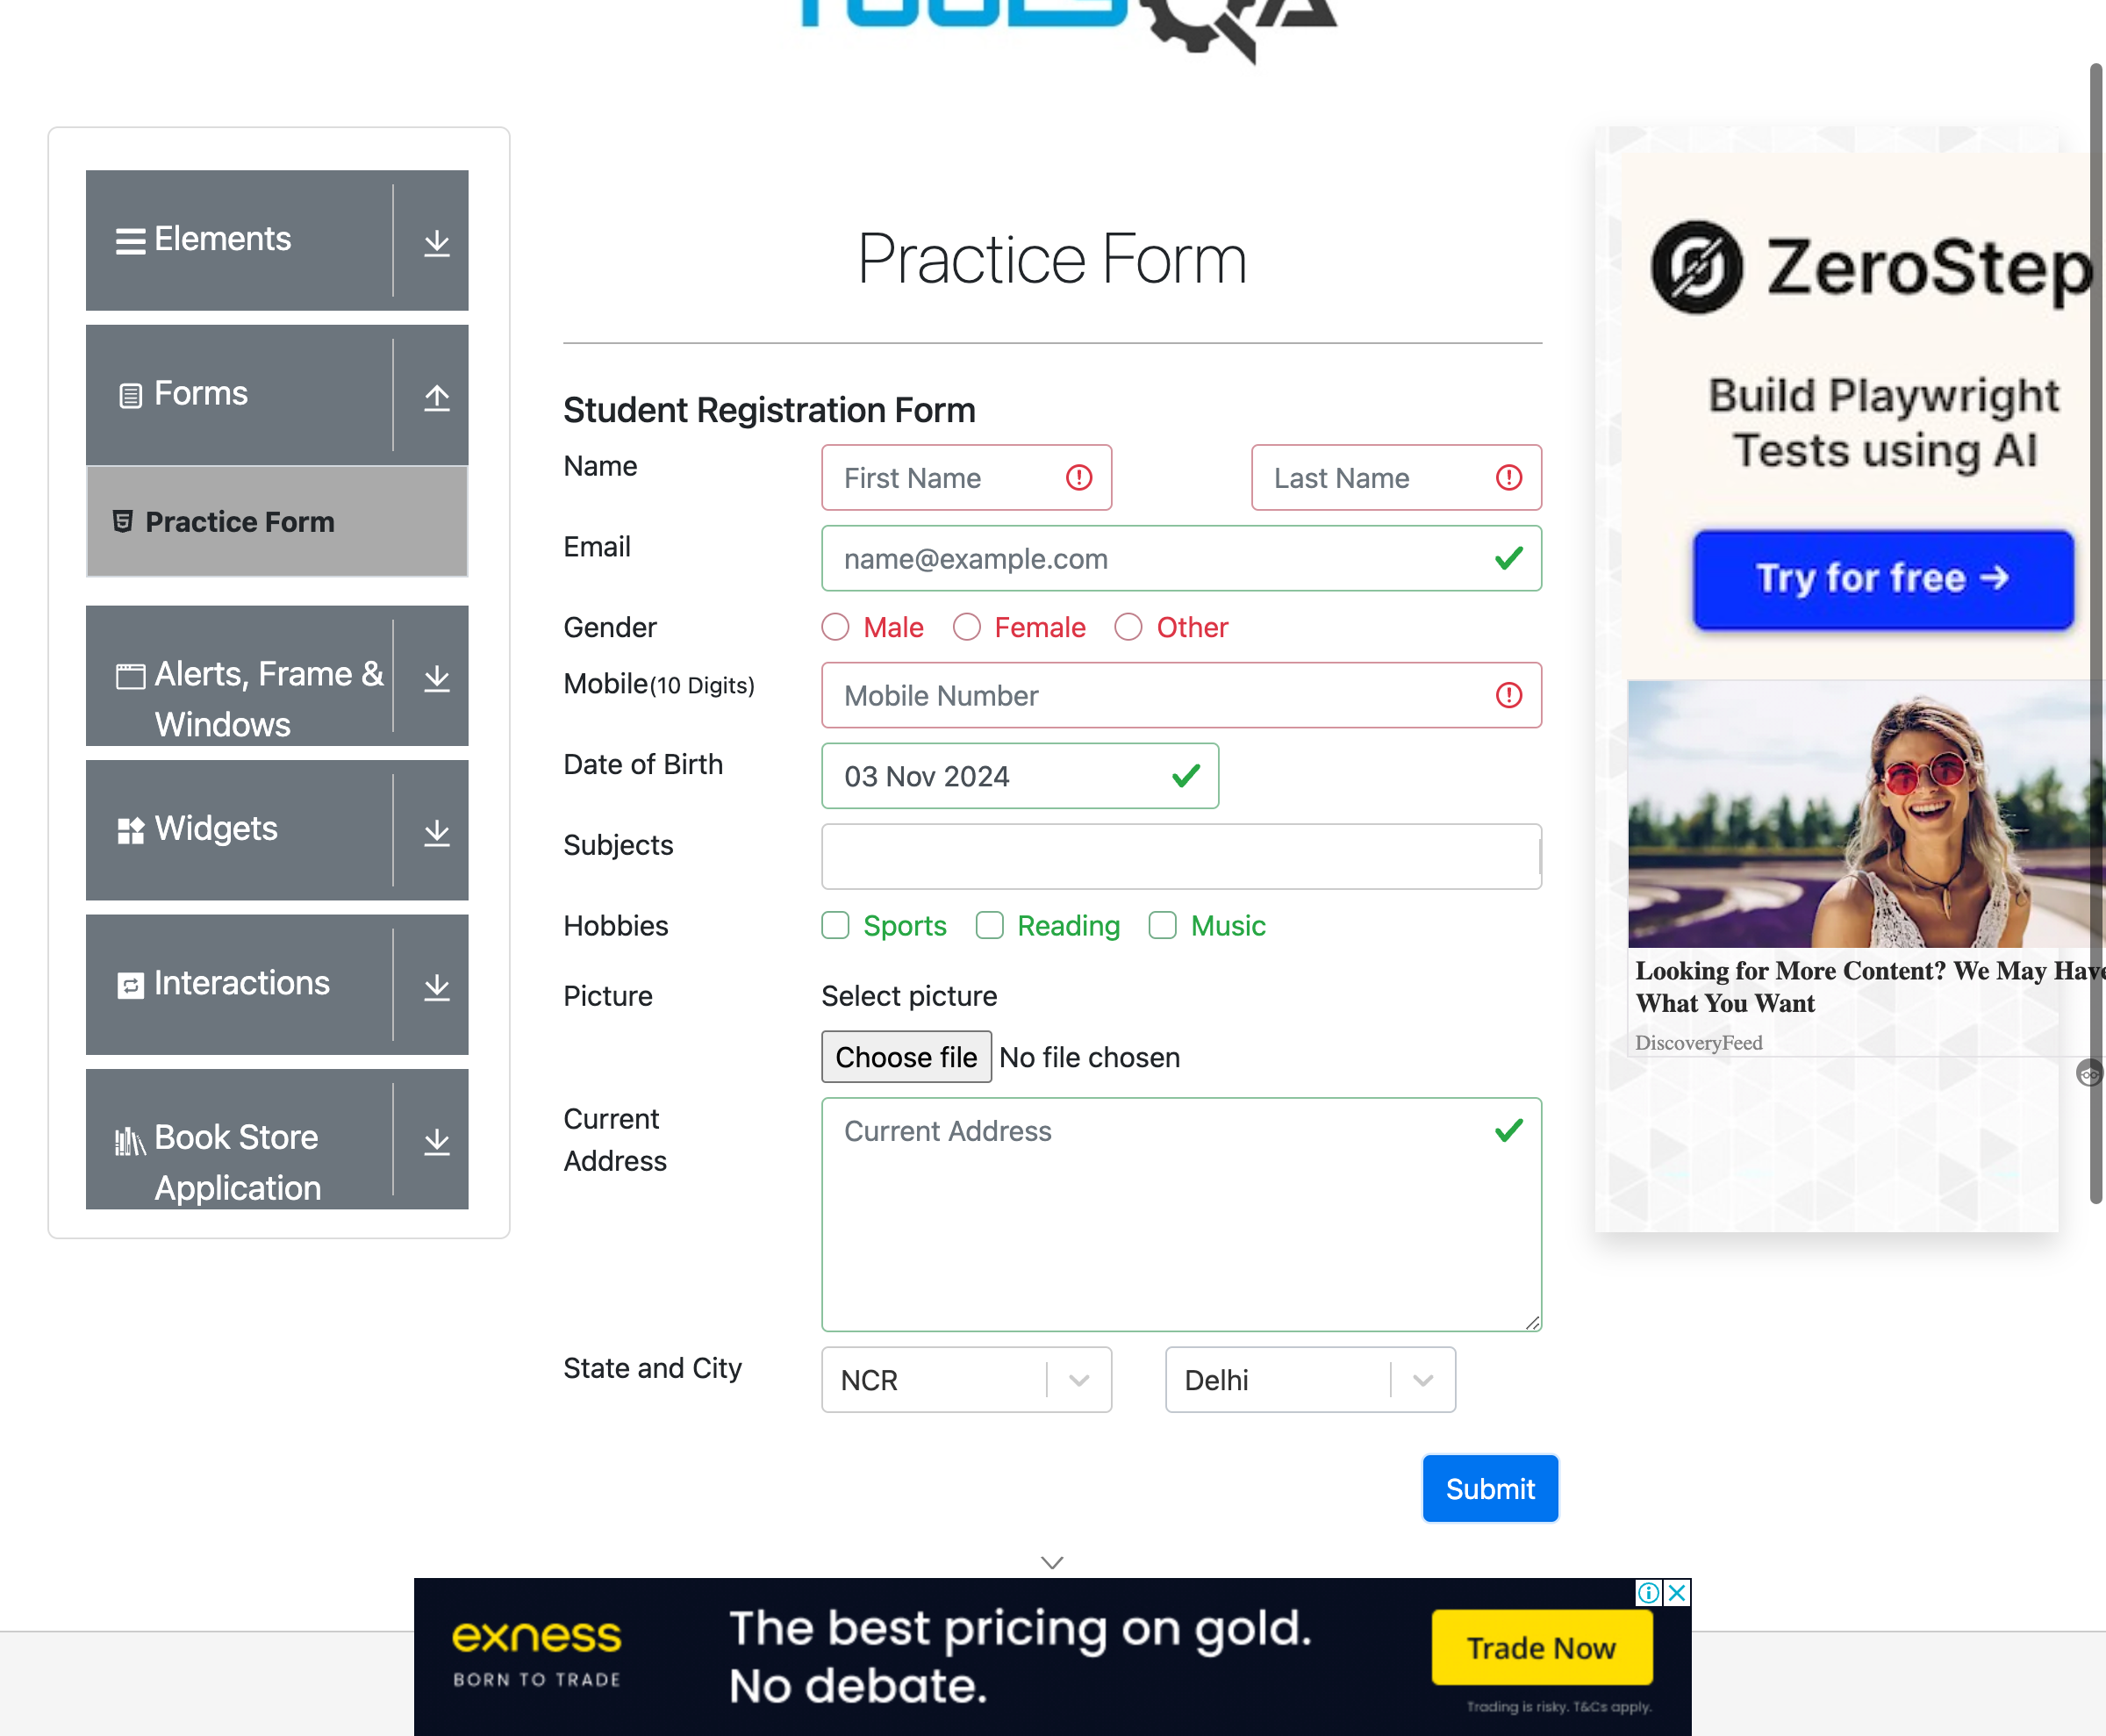 Elements
Forms
Practice Form
Alerts, Frame &
Windows
Widgets
Interactions
Book Store
Application
Practice Form
Student Registration Form
Name
First Name
Last Name
Email
name@example.com
Gender
Male
Female
Other
Mobile(10 Digits)
Mobile Number
Date of Birth
03 Nov 2024
Subjects
Hobbies
Sports
Reading
Music
Picture
Select picture
Choose file No file chosen
Current
Address
Current Address
State and City
NCR
Delhi
Submit
ZeroStep
Build Playwright
Tests using AI
Try for free →
Looking for More Content? We May Have
What You Want
DiscoveryFeed
exness
BORN TO TRADE
The best pricing on gold.
No debate.
Trade Now
Trading is risky. T&Cs apply.